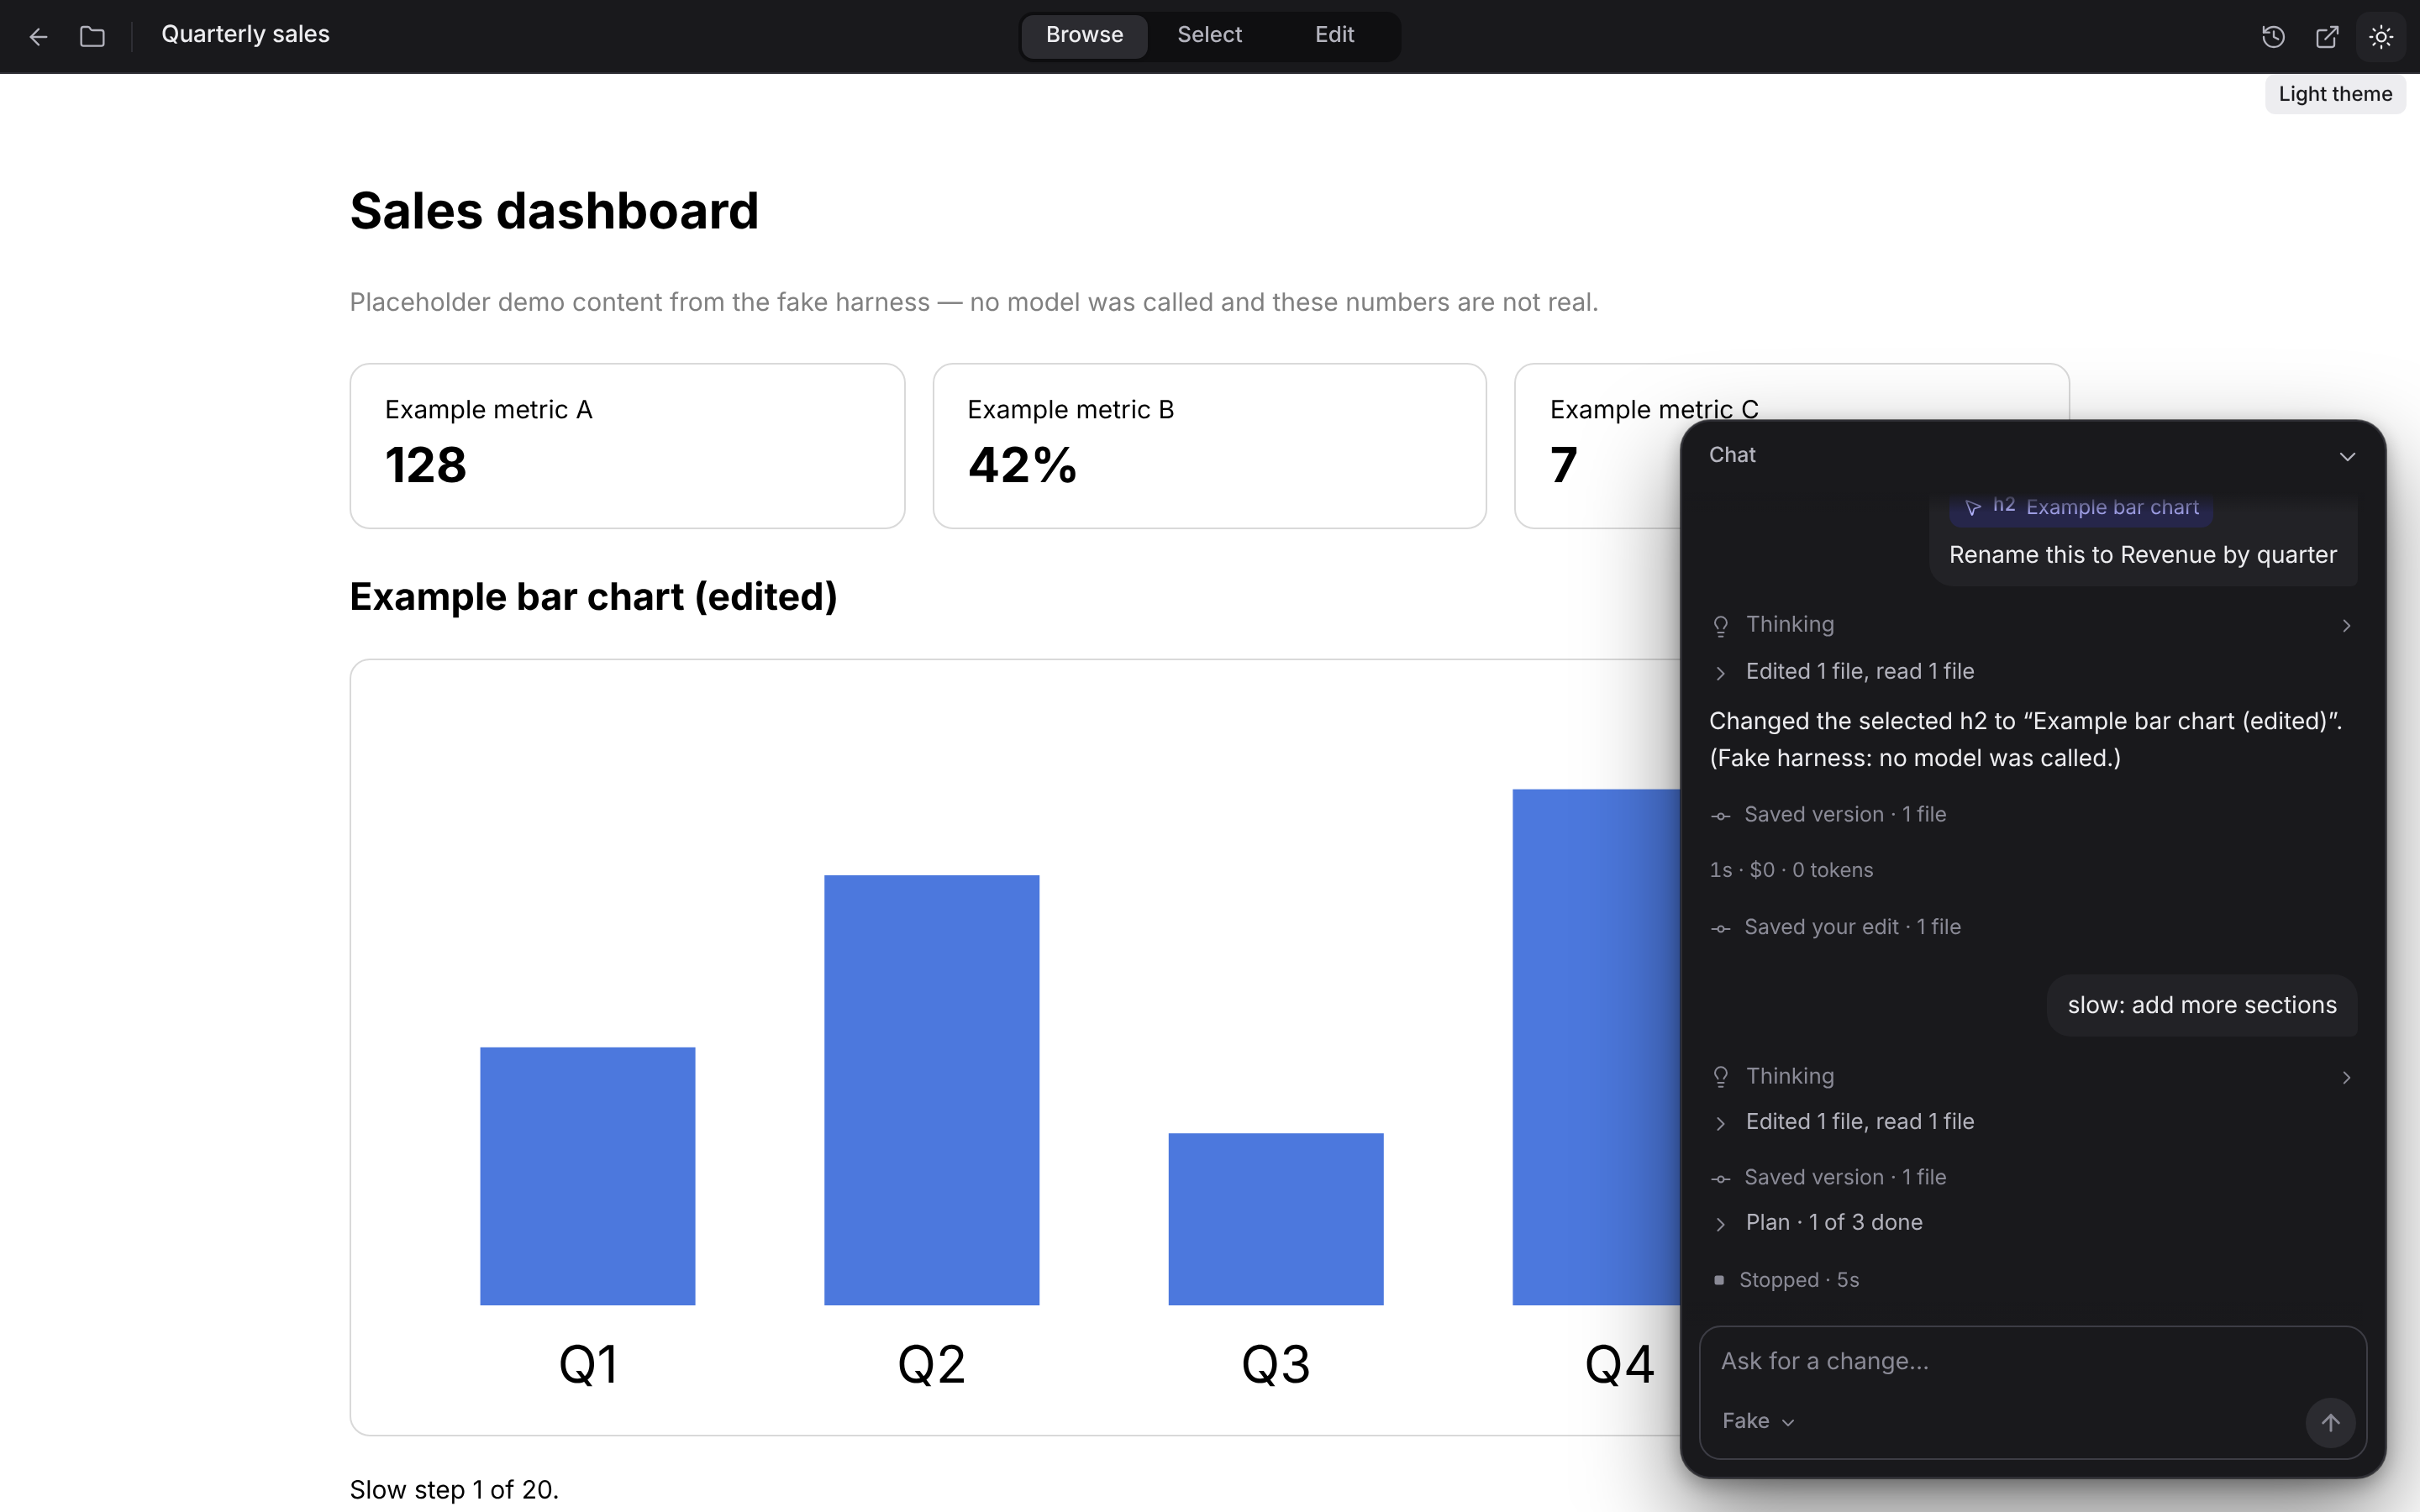 Quarterly sales
Browse
Select
Edit
Light theme
Sales dashboard
Placeholder demo content from the fake harness — no model was called and these numbers are not real.
Example metric A
128
Example metric B
42%
Example metric C
7
Example bar chart (edited)
Q1
Q2
Q3
Q4
Slow step 1 of 20.
Chat
h2 Example bar chart
Rename this to Revenue by quarter
Thinking
Edited 1 file, read 1 file
Changed the selected h2 to “Example bar chart (edited)”.
(Fake harness: no model was called.)
Saved version · 1 file
1s · $0 · 0 tokens
Saved your edit · 1 file
slow: add more sections
Thinking
Edited 1 file, read 1 file
Saved version · 1 file
Plan · 1 of 3 done
Stopped · 5s
Ask for a change...
Fake